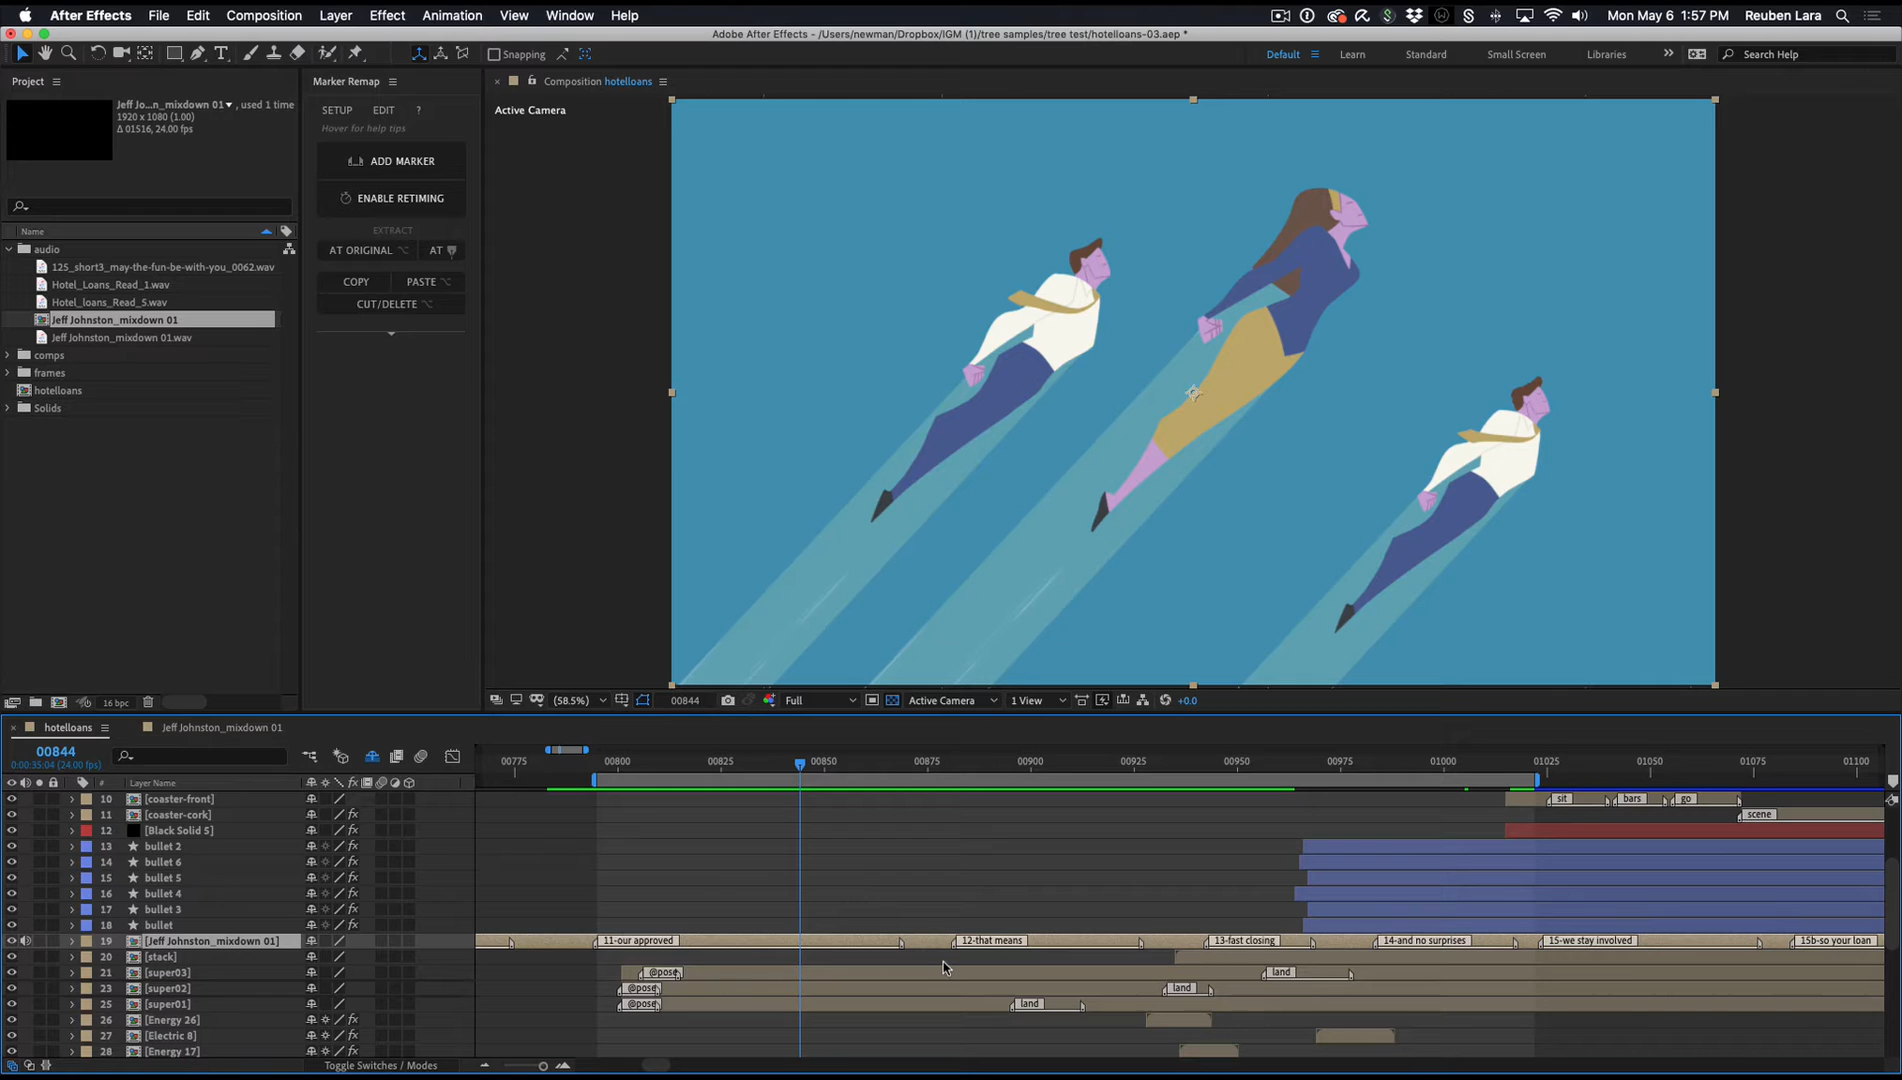 After Effects File Edit Composition Layer Effect Animation View Window Help Mon May 6 1:57 PM Reuben Lara
Adobe After Effects - /Users/newman/Dropbox/IGM (1)/tree samples/tree test/hotelloans-03.aep *
Snapping Default Learn Standard Small Screen Libraries Search Help
Project
Jeff Jo...n_mixdown 01, used 1 time
1920 x 1080 (1.00)
Δ 01516, 24.00 fps
Name
audio
125_short3_may-the-fun-be-with-you_0062.wav
Hotel_Loans_Read_1.wav
Hotel_loans_Read_5.wav
Jeff Johnston_mixdown 01
Jeff Johnston_mixdown 01.wav
comps
frames
hotelloans
Solids
16 bpc
Marker Remap
SETUP EDIT ?
Hover for help tips
ADD MARKER
ENABLE RETIMING
EXTRACT
AT ORIGINAL AT
COPY PASTE
CUT/DELETE
Composition hotelloans
Active Camera
(58.5%) 00844 Full Active Camera 1 View +0.0
hotelloans Jeff Johnston_mixdown 01
00844
0:00:35:04 (24.00 fps)
00775 00800 00825 00850 00875 00900 00925 00950 00975 01000 01025 01050 01075 01100
# Layer Name
10 [coaster-front] sit bars go
11 [coaster-cork] fx scene
12 [Black Solid 5]
13 bullet 2 fx
14 bullet 6 fx
15 bullet 5 fx
16 bullet 4 fx
17 bullet 3 fx
18 bullet fx
19 [Jeff Johnston_mixdown 01] 11-our approved 12-that means 13-fast closing 14-and no surprises 15-we stay involved 15b-so your loan
20 [stack]
21 [super03] @pose land
23 [super02] @pose land
25 [super01] @pose land
26 [Energy 26] fx
27 [Electric 8] fx
28 [Energy 17] fx
Toggle Switches / Modes